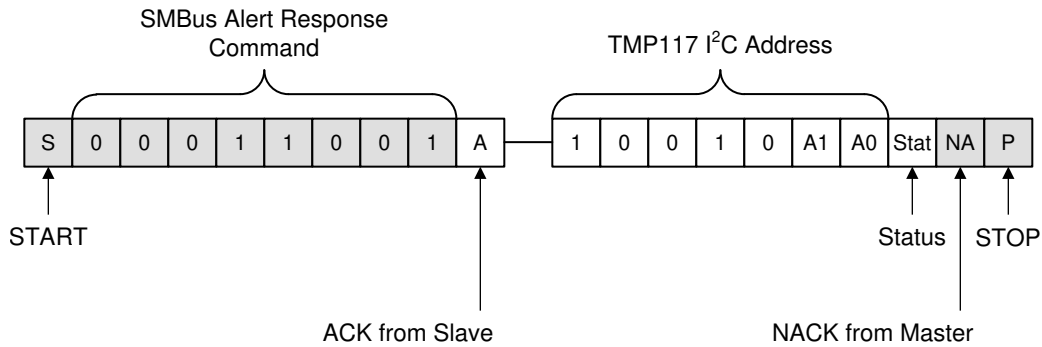 SMBus Alert Response
Command
TMP117 I²C Address
S 0 0 0 1 1 0 0 1 A 1 0 0 1 0 A1 A0 Stat NA P
START
Status
STOP
ACK from Slave
NACK from Master